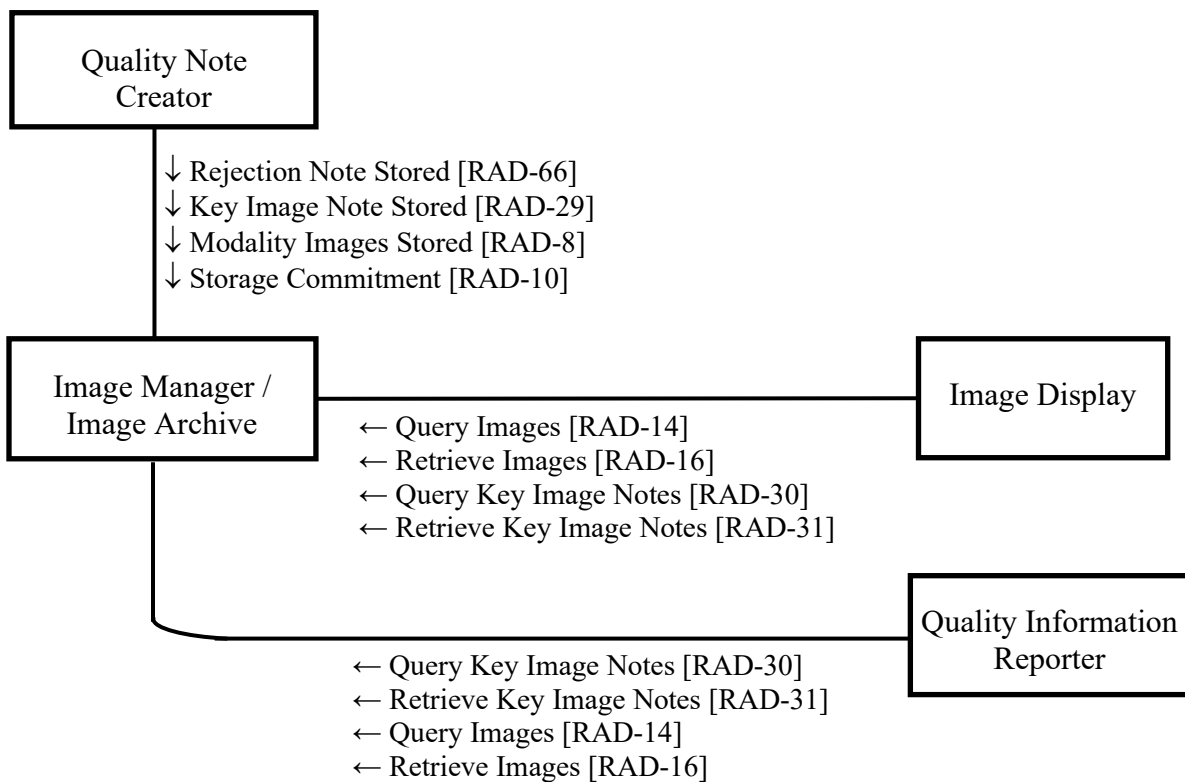 Quality Note
Creator
↓ Rejection Note Stored [RAD-66]
↓ Key Image Note Stored [RAD-29]
↓ Modality Images Stored [RAD-8]
↓ Storage Commitment [RAD-10]
Image Manager /
Image Archive
Image Display
← Query Images [RAD-14]
← Retrieve Images [RAD-16]
← Query Key Image Notes [RAD-30]
← Retrieve Key Image Notes [RAD-31]
Quality Information
Reporter
← Query Key Image Notes [RAD-30]
← Retrieve Key Image Notes [RAD-31]
← Query Images [RAD-14]
← Retrieve Images [RAD-16]